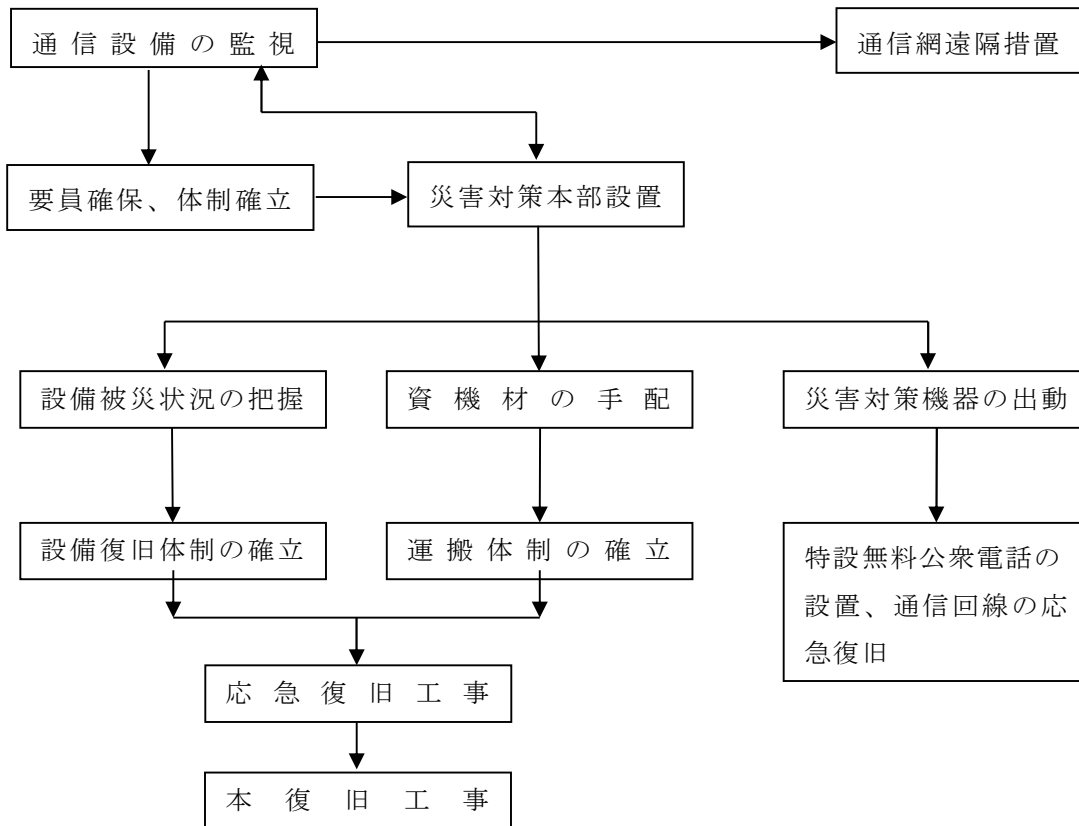 通信設備の監視
通信網遠隔措置
要員確保、体制確立
災害対策本部設置
設備被災状況の把握
資機材の手配
災害対策機器の出動
設備復旧体制の確立
運搬体制の確立
特設無料公衆電話の
設置、通信回線の応
急復旧
応急復旧工事
本復旧工事